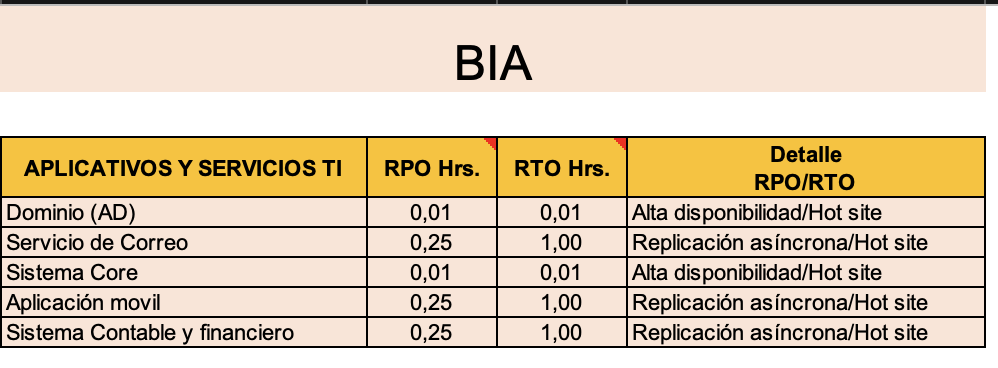 BIA
APLICATIVOS Y SERVICIOS TI RPO Hrs. RTO Hrs. Detalle
RPO/RTO
Dominio (AD) 0,01 0,01 Alta disponibilidad/Hot site
Servicio de Correo 0,25 1,00 Replicación asíncrona/Hot site
Sistema Core 0,01 0,01 Alta disponibilidad/Hot site
Aplicación movil 0,25 1,00 Replicación asíncrona/Hot site
Sistema Contable y financiero 0,25 1,00 Replicación asíncrona/Hot site